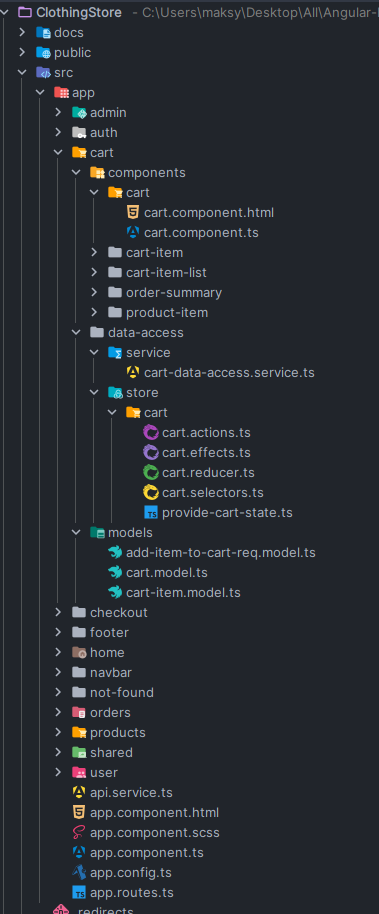 ClothingStore - C:\Users\maksy\Desktop\All\Angular-
docs
public
src
app
admin
auth
cart
components
cart
cart.component.html
cart.component.ts
cart-item
cart-item-list
order-summary
product-item
data-access
service
cart-data-access.service.ts
store
cart
cart.actions.ts
cart.effects.ts
cart.reducer.ts
cart.selectors.ts
TS provide-cart-state.ts
models
add-item-to-cart-req.model.ts
cart.model.ts
cart-item.model.ts
checkout
footer
home
navbar
not-found
orders
products
shared
user
api.service.ts
app.component.html
app.component.scss
app.component.ts
app.config.ts
TS app.routes.ts
_redirects